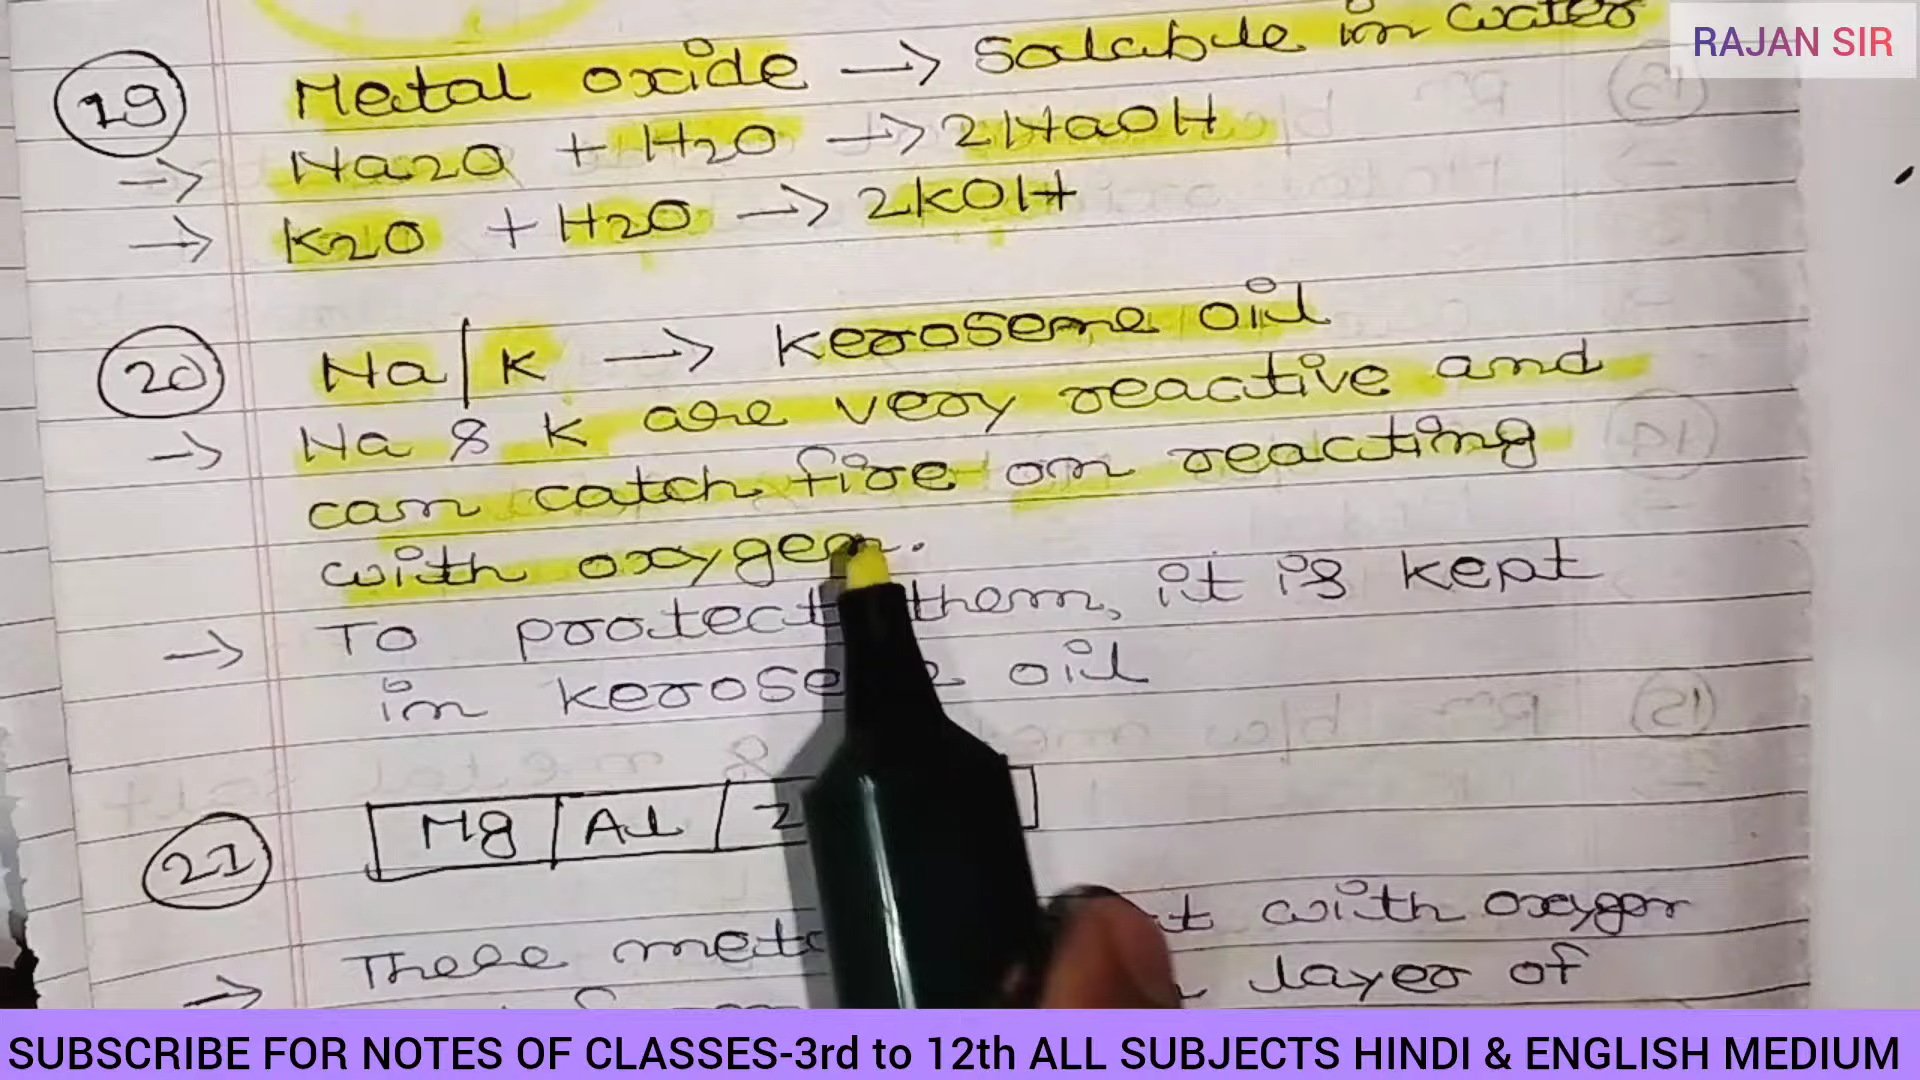 RAJAN SIR
19 Metal oxide → Salabule in water
→ Na2O + H2O → 2NaOH
→ K2O + H2O → 2KOH
20 Na | K → kerosene oil
→ Na & K are very reactive and
can catch fire on reacting
with oxygen.
→ To protect them, it is kept
in kerose oil
21 Mg | Al | Z
These met t with oxygen
→ layer of
SUBSCRIBE FOR NOTES OF CLASSES-3rd to 12th ALL SUBJECTS HINDI & ENGLISH MEDIUM